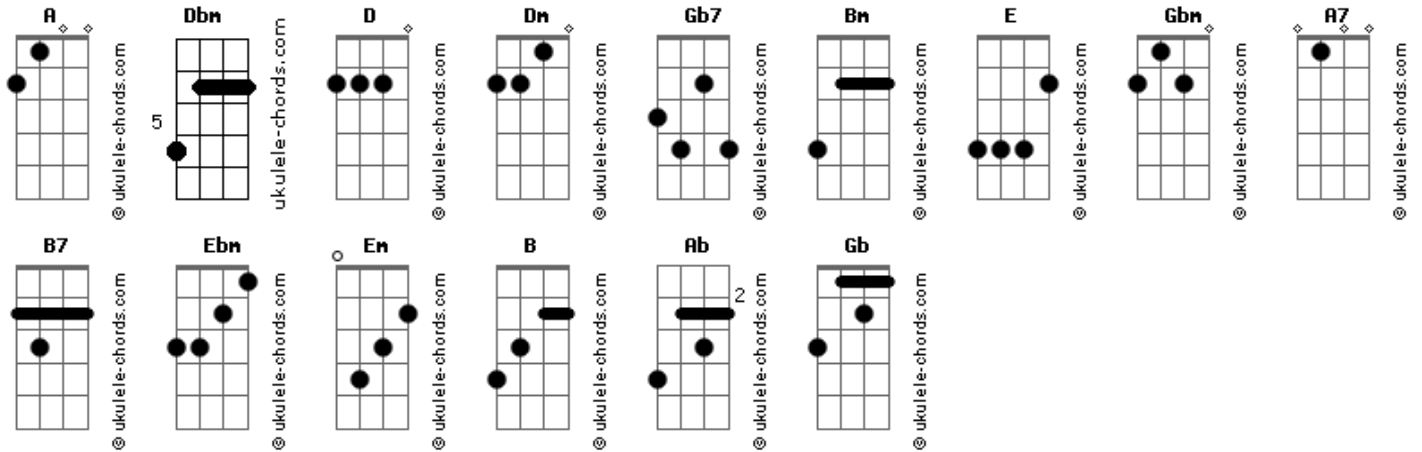 A Dbm D Dm Gb7 Bm E Gbm A7
5
© ukulele-chords.com ukulele-chords.com © ukulele-chords.com © ukulele-chords.com © ukulele-chords.com © ukulele-chords.com © ukulele-chords.com © ukulele-chords.com © ukulele-chords.com
B7 Ebm Em B Ab Gb
2
© ukulele-chords.com © ukulele-chords.com © ukulele-chords.com © ukulele-chords.com © ukulele-chords.com © ukulele-chords.com